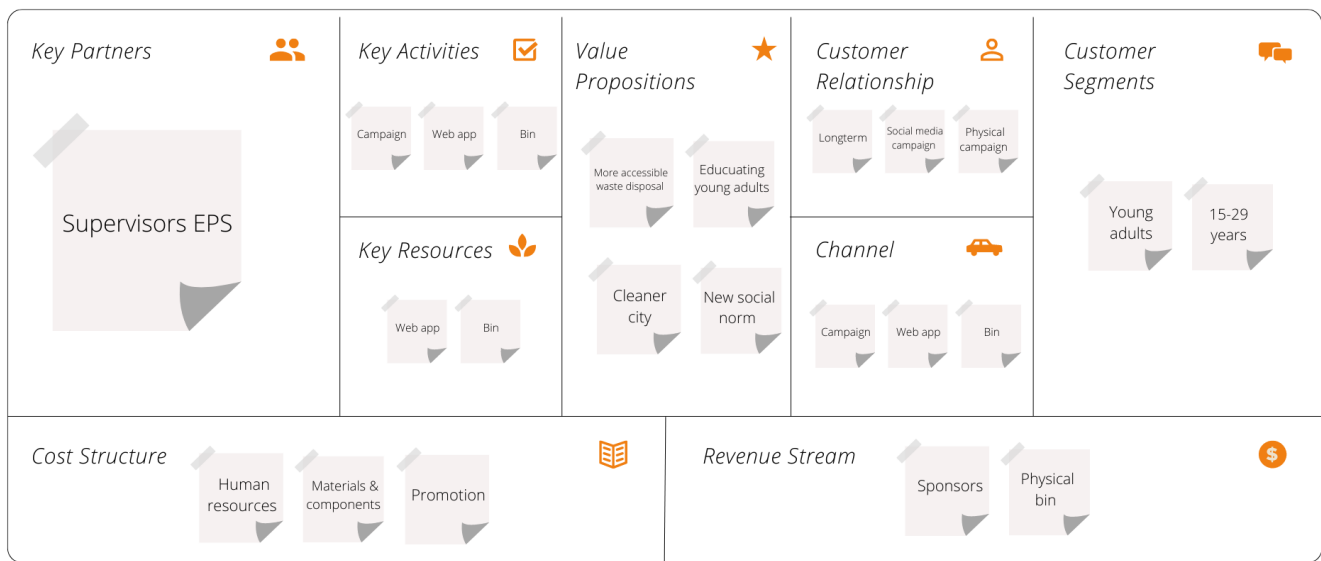 Key Partners
Supervisors EPS
Key Activities
Campaign
Web app
Bin
Key Resources
Web app
Bin
Value
Propositions
More accessible
waste disposal
Educuating
young adults
Cleaner
city
New social
norm
Customer
Relationship
Longterm
Social media
campaign
Physical
campaign
Channel
Campaign
Web app
Bin
Customer
Segments
Young
adults
15-29
years
Cost Structure
Human
resources
Materials &
components
Promotion
Revenue Stream
Sponsors
Physical
bin
$